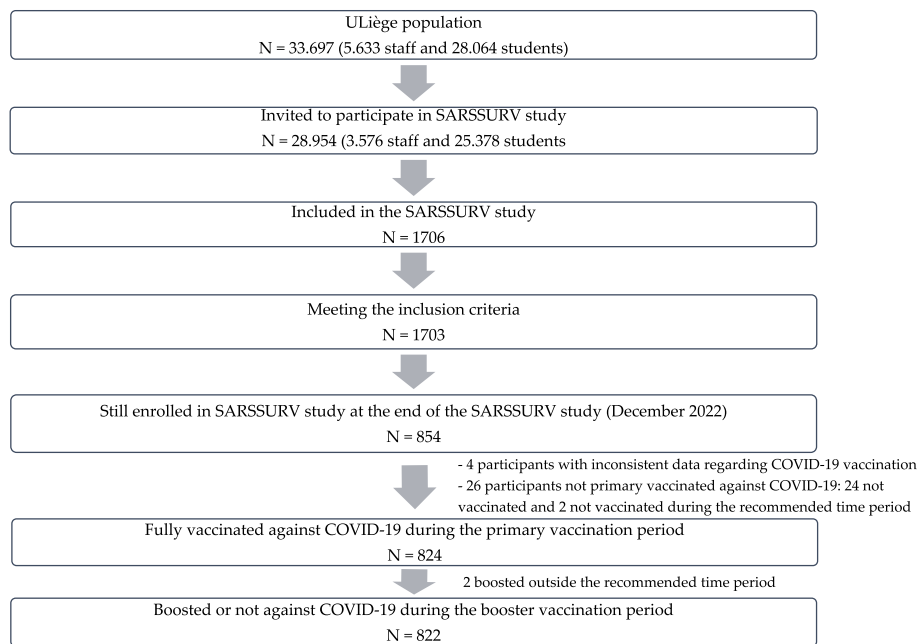 ULiège population
N = 33.697 (5.633 staff and 28.064 students)
Invited to participate in SARSSURV study
N = 28.954 (3.576 staff and 25.378 students
Included in the SARSSURV study
N = 1706
Meeting the inclusion criteria
N = 1703
Still enrolled in SARSSURV study at the end of the SARSSURV study (December 2022)
N = 854
- 4 participants with inconsistent data regarding COVID-19 vaccination
- 26 participants not primary vaccinated against COVID-19: 24 not
vaccinated and 2 not vaccinated during the recommended time period
Fully vaccinated against COVID-19 during the primary vaccination period
N = 824
2 boosted outside the recommended time period
Boosted or not against COVID-19 during the booster vaccination period
N = 822